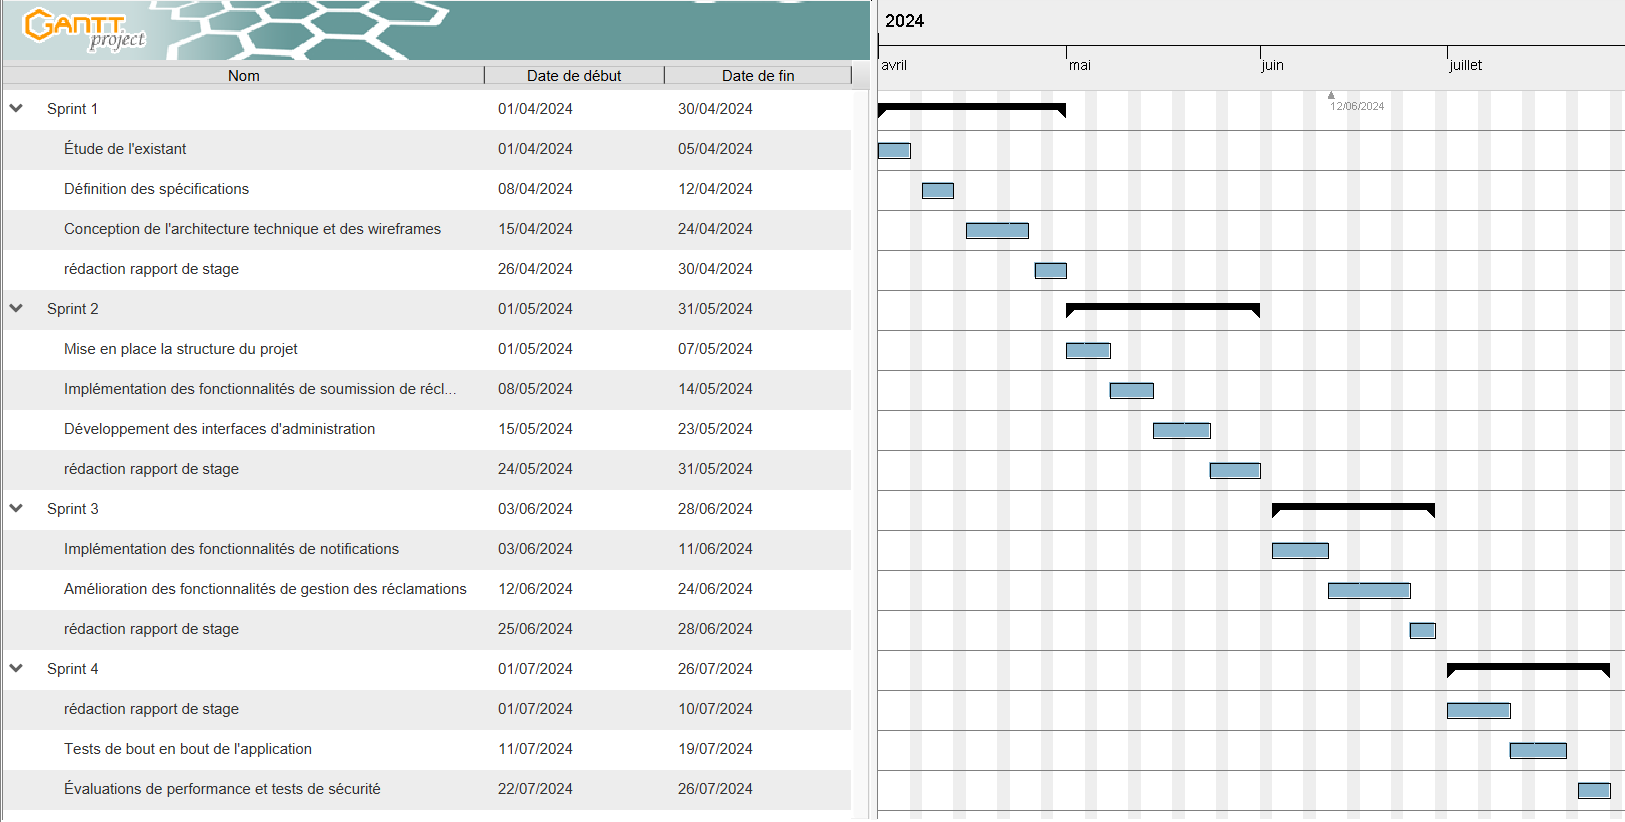 GANTT
project
2024
Nom Date de début Date de fin
avril mai juin juillet
12/06/2024
Sprint 1 01/04/2024 30/04/2024
Étude de l'existant 01/04/2024 05/04/2024
Définition des spécifications 08/04/2024 12/04/2024
Conception de l'architecture technique et des wireframes 15/04/2024 24/04/2024
rédaction rapport de stage 26/04/2024 30/04/2024
Sprint 2 01/05/2024 31/05/2024
Mise en place la structure du projet 01/05/2024 07/05/2024
Implémentation des fonctionnalités de soumission de récl... 08/05/2024 14/05/2024
Développement des interfaces d'administration 15/05/2024 23/05/2024
rédaction rapport de stage 24/05/2024 31/05/2024
Sprint 3 03/06/2024 28/06/2024
Implémentation des fonctionnalités de notifications 03/06/2024 11/06/2024
Amélioration des fonctionnalités de gestion des réclamations 12/06/2024 24/06/2024
rédaction rapport de stage 25/06/2024 28/06/2024
Sprint 4 01/07/2024 26/07/2024
rédaction rapport de stage 01/07/2024 10/07/2024
Tests de bout en bout de l'application 11/07/2024 19/07/2024
Évaluations de performance et tests de sécurité 22/07/2024 26/07/2024